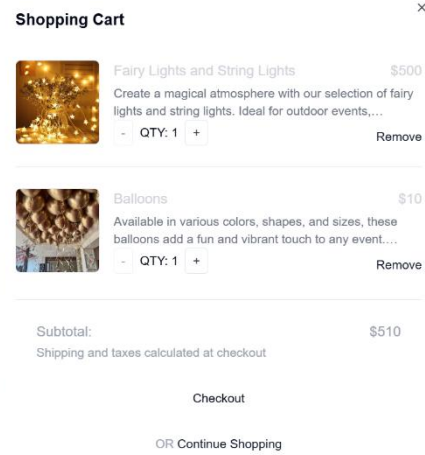 ×
Shopping Cart
Fairy Lights and String Lights $500
Create a magical atmosphere with our selection of fairy
lights and string lights. Ideal for outdoor events,…
- QTY: 1 +
Remove
Balloons $10
Available in various colors, shapes, and sizes, these
balloons add a fun and vibrant touch to any event.…
- QTY: 1 +
Remove
Subtotal: $510
Shipping and taxes calculated at checkout
Checkout
OR Continue Shopping